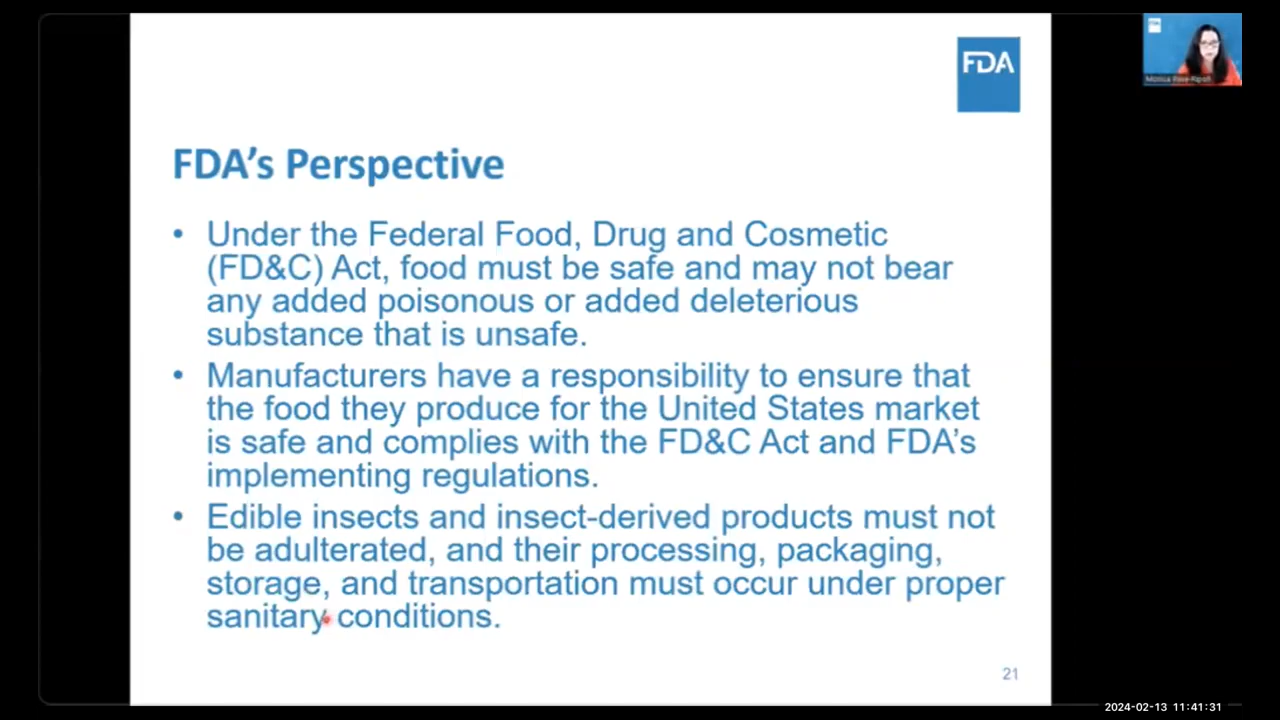 FDA
FDA's Perspective
• Under the Federal Food, Drug and Cosmetic
(FD&C) Act, food must be safe and may not bear
any added poisonous or added deleterious
substance that is unsafe.
• Manufacturers have a responsibility to ensure that
the food they produce for the United States market
is safe and complies with the FD&C Act and FDA's
implementing regulations.
• Edible insects and insect-derived products must not
be adulterated, and their processing, packaging,
storage, and transportation must occur under proper
sanitary conditions.
21
2024-02-13 11:41:31